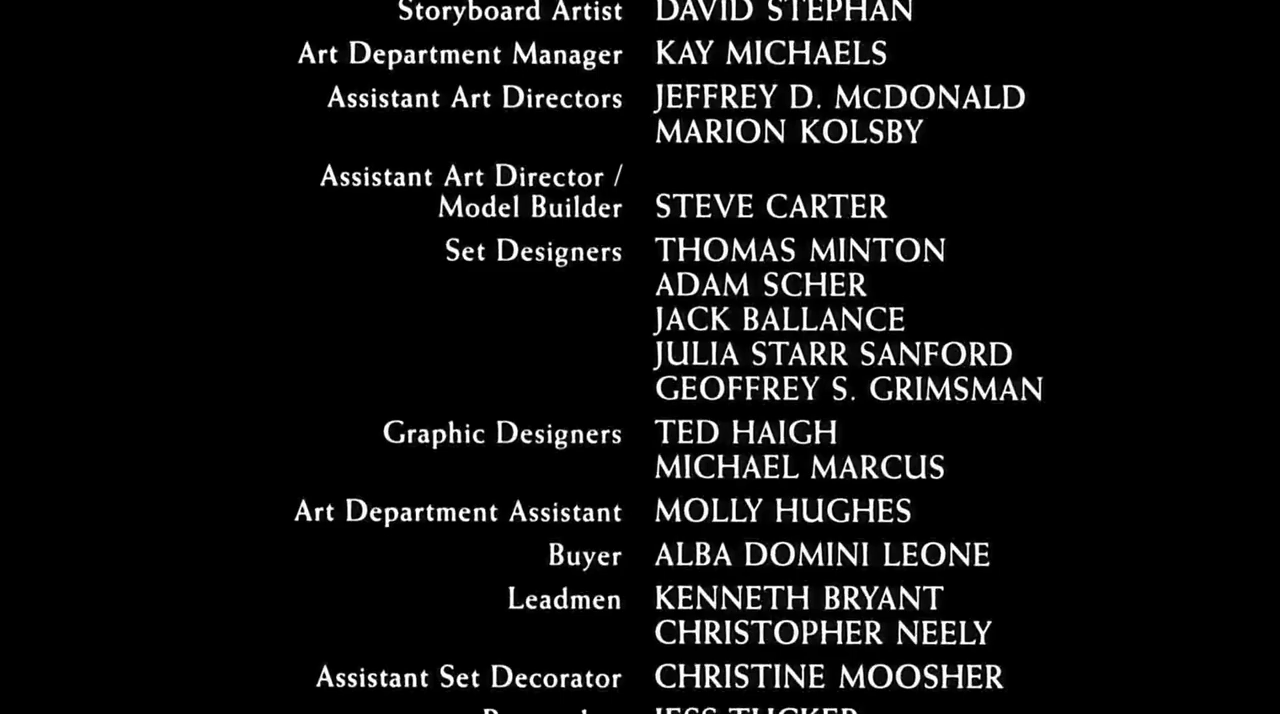 Storyboard Artist DAVID STEPHAN
Art Department Manager KAY MICHAELS
Assistant Art Directors JEFFREY D. McDONALD
MARION KOLSBY
Assistant Art Director /
Model Builder STEVE CARTER
Set Designers THOMAS MINTON
ADAM SCHER
JACK BALLANCE
JULIA STARR SANFORD
GEOFFREY S. GRIMSMAN
Graphic Designers TED HAIGH
MICHAEL MARCUS
Art Department Assistant MOLLY HUGHES
Buyer ALBA DOMINI LEONE
Leadmen KENNETH BRYANT
CHRISTOPHER NEELY
Assistant Set Decorator CHRISTINE MOOSHER
JESS TUCKER